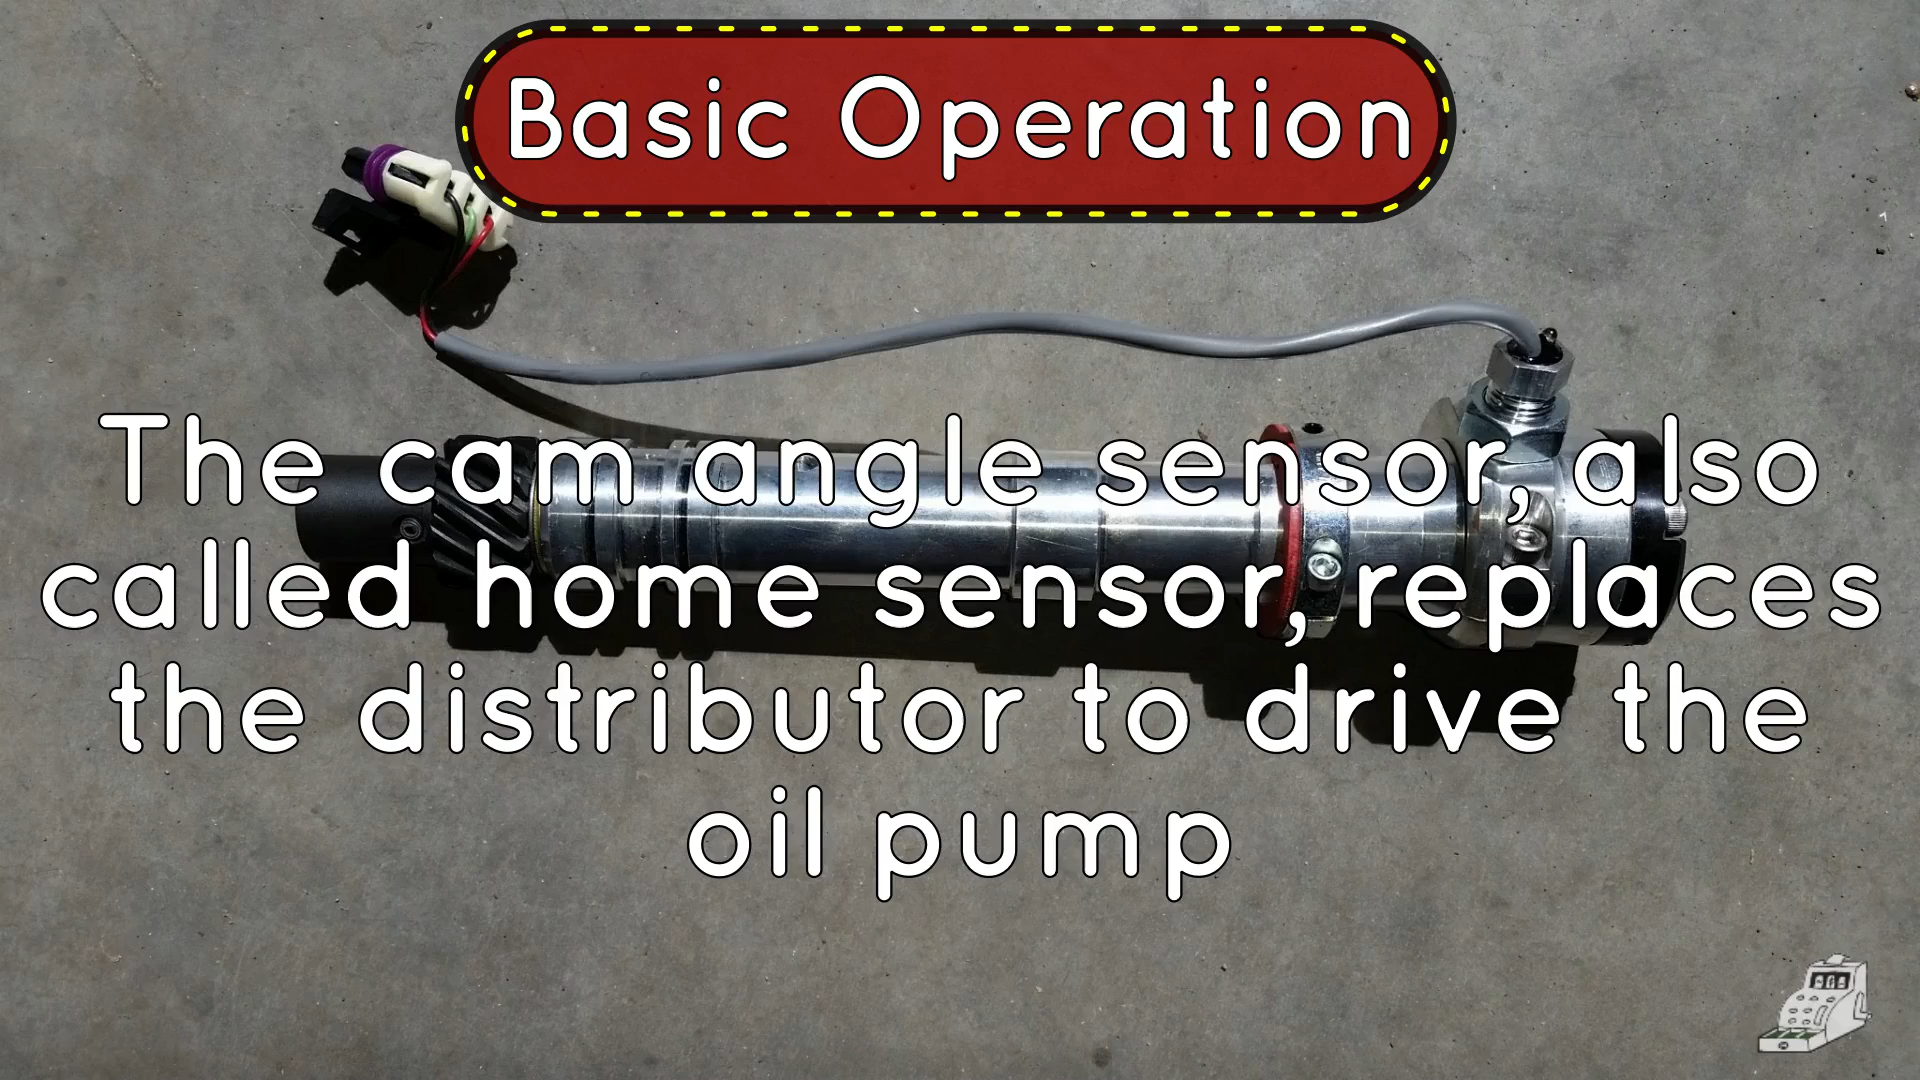 Basic Operation
The cam angle sensor, also
called home sensor, replaces
the distributor to drive the
oil pump